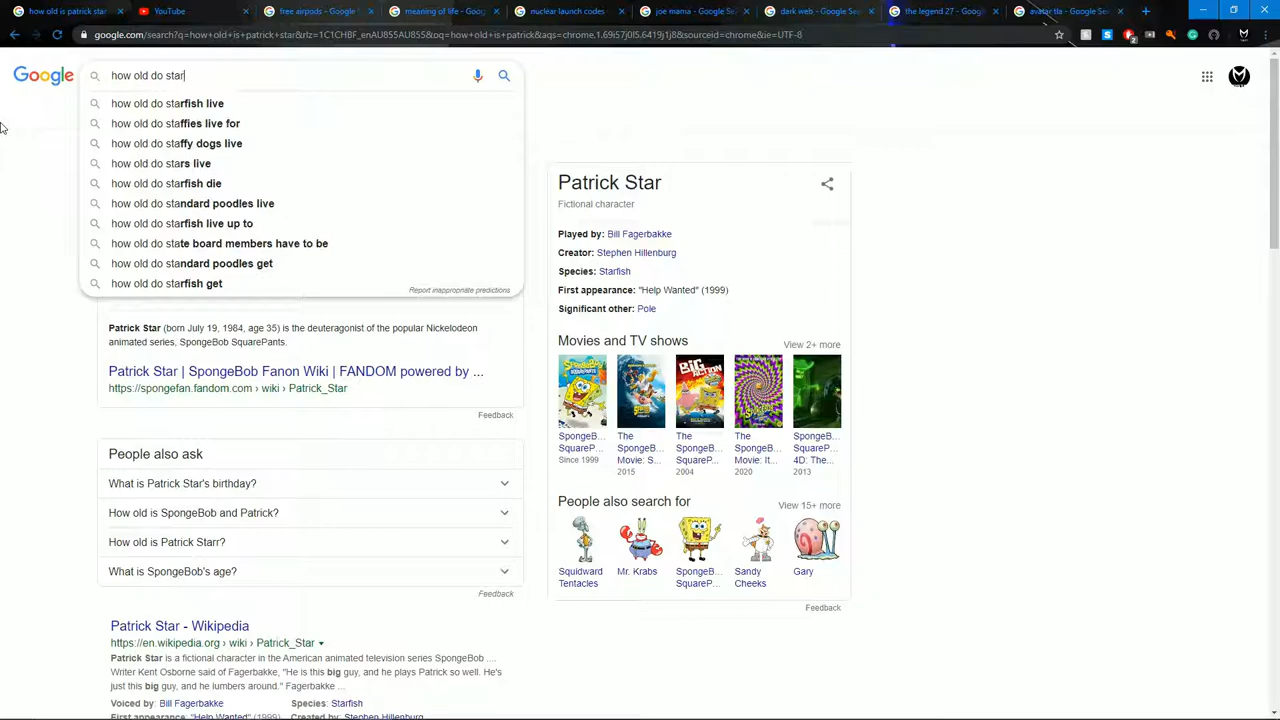 how old is patrick star
YouTube
free airpods - Google
meaning of life - Google
nuclear launch codes
joe mama - Google Se
dark web - Google Se
the legend 27 - Google
avatar tla - Google Se
google.com/search?q=how+old+is+patrick+star&rlz=1C1CHBF_enAU855AU855&oq=how+old+is+patrick&aqs=chrome.1.69i57j0l5.6419j1j8&sourceid=chrome&ie=UTF-8
Google
how old do star
how old do starfish live
how old do staffies live for
how old do staffy dogs live
how old do stars live
how old do starfish die
how old do standard poodles live
how old do starfish live up to
how old do state board members have to be
how old do standard poodles get
how old do starfish get
Report inappropriate predictions
Patrick Star (born July 19, 1984, age 35) is the deuteragonist of the popular Nickelodeon
animated series, SpongeBob SquarePants.
Patrick Star | SpongeBob Fanon Wiki | FANDOM powered by ...
https://spongefan.fandom.com › wiki › Patrick_Star
Feedback
People also ask
What is Patrick Star's birthday?
How old is SpongeBob and Patrick?
How old is Patrick Starr?
What is SpongeBob's age?
Feedback
Patrick Star - Wikipedia
https://en.wikipedia.org › wiki › Patrick_Star
Patrick Star is a fictional character in the American animated television series SpongeBob ....
Writer Kent Osborne said of Fagerbakke, "He is this big guy, and he plays Patrick so well. He's
just this big guy, and he lumbers around." Fagerbakke ...
Voiced by: Bill Fagerbakke Species: Starfish
First appearance: "Help Wanted" (1999) Created by: Stephen Hillenburg
Patrick Star
Fictional character
Played by: Bill Fagerbakke
Creator: Stephen Hillenburg
Species: Starfish
First appearance: "Help Wanted" (1999)
Significant other: Pole
Movies and TV shows
View 2+ more
SpongeB... The The The SpongeB...
SquareP... SpongeB... SpongeB... SpongeB... SquareP...
Since 1999 Movie: S... SquareP... Movie: It... 4D: The...
2015 2004 2020 2013
People also search for
View 15+ more
Squidward Mr. Krabs SpongeB... Sandy Gary
Tentacles SquareP... Cheeks
Feedback